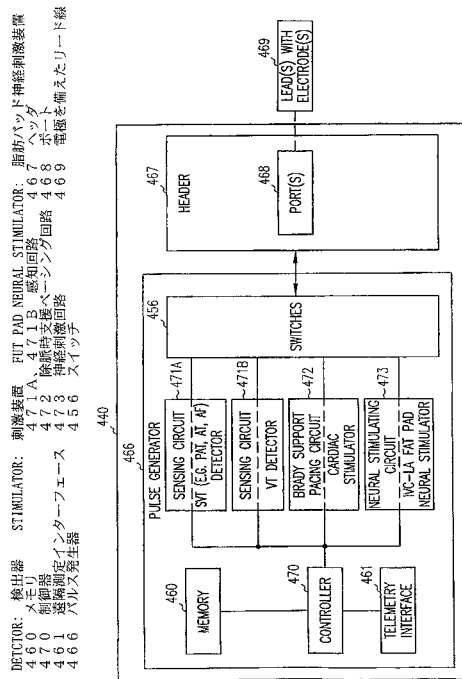 DETCTOR: 検出器 STIMULATOR: 刺激装置 FUT PAD NEURAL STIMULATOR: 脂肪パッド神経刺激装置
460 メモリ 471A、471B 感知回路 467 ヘッダ
470 制御器 472 除脈時支援ペーシング回路 468 ポート
461 遠隔測定インターフェース 473 神経刺激回路 469 電極を備えたリード線
466 パルス発生器 456 スイッチ
440
466
PULSE GENERATOR
460
MEMORY
470
CONTROLLER
461
TELEMETRY
INTERFACE
471A
SENSING CIRCUIT
SVT (E.G. PAT, AT, AF)
DETECTOR
471B
SENSING CIRCUIT
VT DETECTOR
472
BRADY SUPPORT
PACING CIRCUIT
CARDIAC
STIMULATOR
473
NEURAL STIMULATING
CIRCUIT
IVC-LA FAT PAD
NEURAL STIMULATOR
456
SWITCHES
467
HEADER
468
PORT(S)
469
LEAD(S) WITH
ELECTRODE(S)